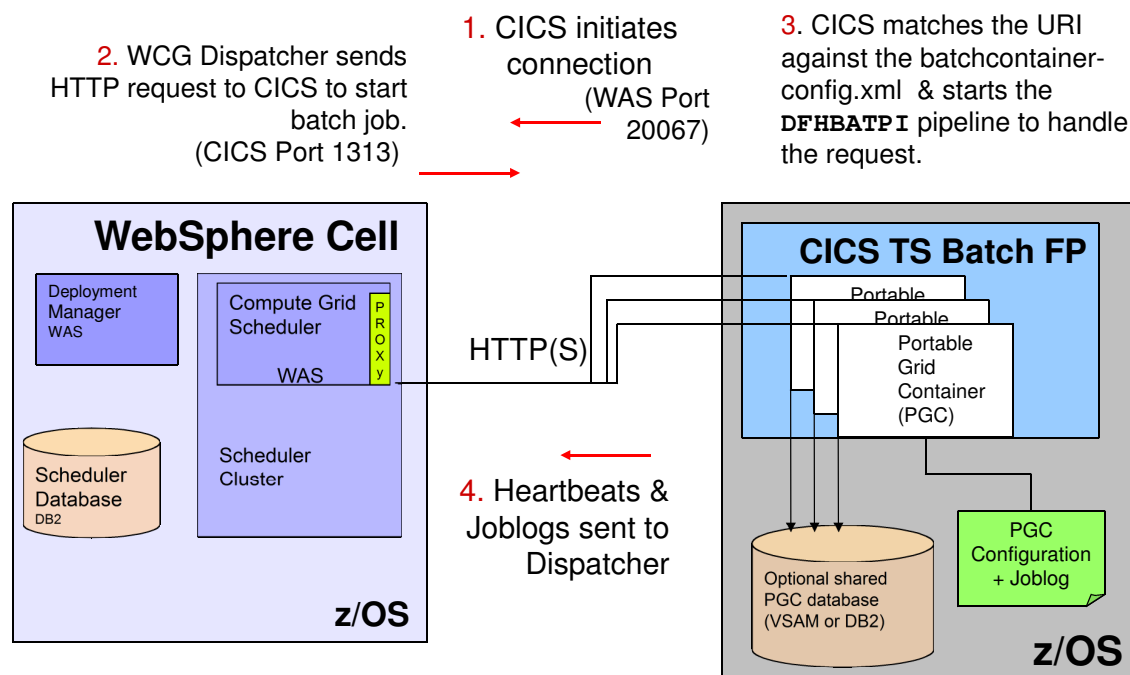 1. CICS initiates
connection
(WAS Port
20067)
2. WCG Dispatcher sends
HTTP request to CICS to start
batch job.
(CICS Port 1313)
3. CICS matches the URI
against the batchcontainer-
config.xml & starts the
DFHBATPI pipeline to handle
the request.
WebSphere Cell
Deployment
Manager
WAS
Compute Grid
Scheduler
WAS
P
R
O
X
y
Scheduler
Cluster
Scheduler
Database
DB2
z/OS
HTTP(S)
4. Heartbeats &
Joblogs sent to
Dispatcher
CICS TS Batch FP
Portable
Portable
Portable
Grid
Container
(PGC)
Optional shared
PGC database
(VSAM or DB2)
PGC
Configuration
+ Joblog
z/OS